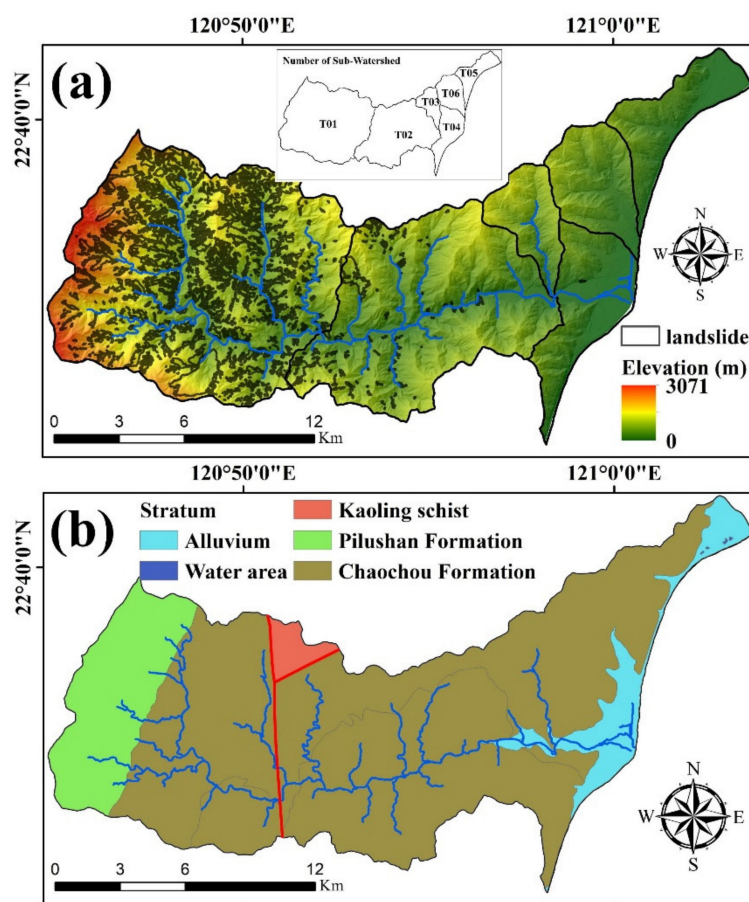 120°50'0"E 121°0'0"E
(a)
Number of Sub-Watershed
T05
T06
T03
T01
T02
T04
22°40'0"N
N
W E
S
landslide
Elevation (m)
3071
0
0 3 6 12
Km
120°50'0"E 121°0'0"E
(b)
Stratum
Kaoling schist
Alluvium
Pilushan Formation
Water area
Chaochou Formation
22°40'0"N
N
W E
S
0 3 6 12
Km